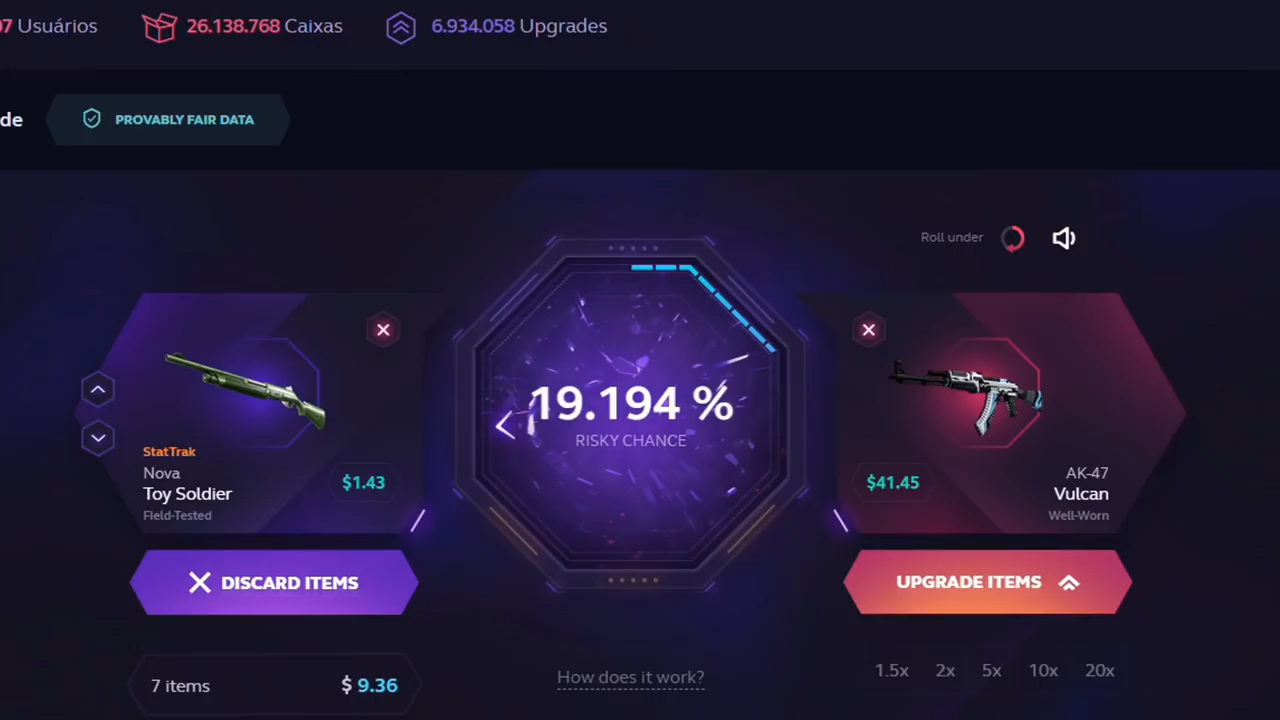 7 Usuários
26.138.768 Caixas
6.934.058 Upgrades
de
PROVABLY FAIR DATA
Roll under
19.194 %
RISKY CHANCE
StatTrak
Nova
Toy Soldier
Field-Tested
$1.43
$41.45
AK-47
Vulcan
Well-Worn
DISCARD ITEMS
UPGRADE ITEMS
7 items
$ 9.36
How does it work?
1.5x 2x 5x 10x 20x